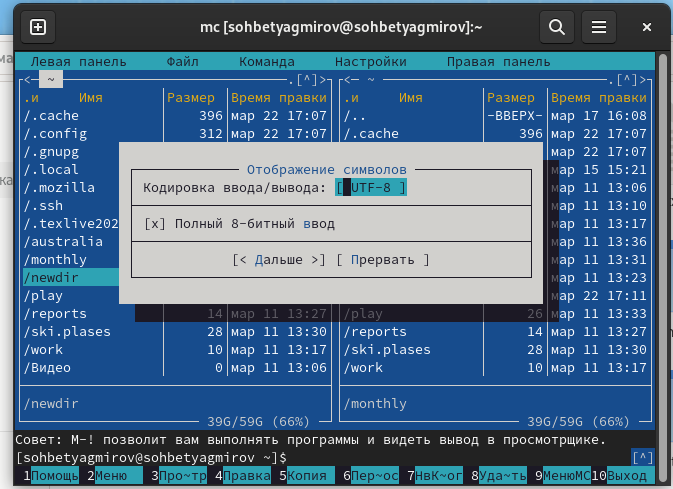 mc [sohbetyagmirov@sohbetyagmirov]:~
Левая панель Файл Команда Настройки Правая панель
<— ~ .[^]> <— ~ .[^]>
.и Имя Размер Время правки .и Имя Размер Время правки
/.cache 396 мар 22 17:07 /.. -ВВЕРХ- мар 17 16:08
/.config 312 мар 22 17:07 /.cache 396 мар 22 17:07
/.gnupg мар 22 17:07
/.local мар 15 15:21
/.mozilla мар 11 13:06
/.ssh мар 11 13:06
/.texlive202 мар 22 17:07
/australia мар 11 13:36
/monthly мар 11 13:31
/newdir мар 11 13:23
/play мар 22 17:11
/reports 14 мар 11 13:27 /play 26 мар 11 13:33
/ski.plases 28 мар 11 13:30 /reports 14 мар 11 13:27
/work 10 мар 11 13:17 /ski.plases 28 мар 11 13:30
/Видео 0 мар 11 13:06 /work 10 мар 11 13:17
Отображение символов
Кодировка ввода/вывода: [ UTF-8 ]
[x] Полный 8-битный ввод
[< Дальше >] [ Прервать ]
/newdir /monthly
39G/59G (66%) 39G/59G (66%)
Совет: M-! позволит вам выполнять программы и видеть вывод в просмотрщике.
[sohbetyagmirov@sohbetyagmirov ~]$ [^]
1Помощь 2Меню 3Про~тр 4Правка 5Копия 6Пер~ос 7НвК~ог 8Уда~ть 9МенюMC 10Выход